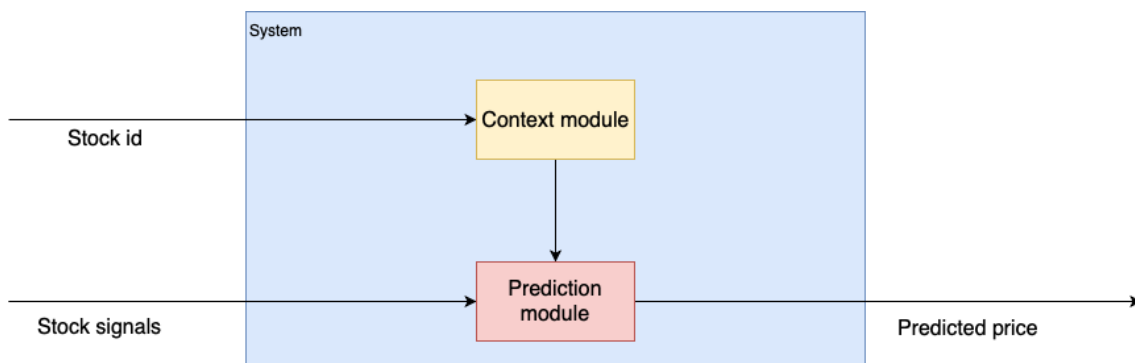 System
Context module
Stock id
Prediction
module
Stock signals
Predicted price